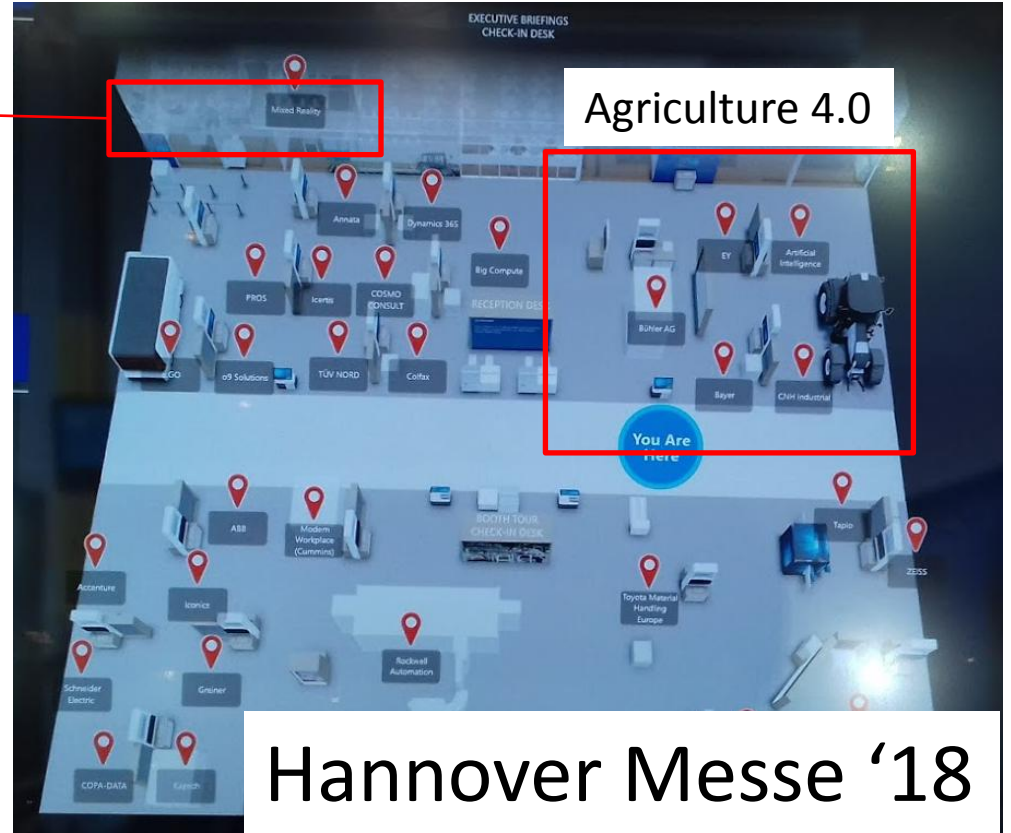 EXECUTIVE BRIEFINGS
CHECK-IN DESK
Mixed Reality
Agriculture 4.0
Annata
Dynamics 365
EY
Artificial
Intelligence
Big Compute
PROS
Icertis
COSMO
CONSULT
RECEPTION DESK
Bühler AG
GO
o9 Solutions
TÜV NORD
Colfax
Bayer
CNH Industrial
You Are
Here
ABB
Modern
Workplace
(Cummins)
BOOTH TOUR
CHECK-IN DESK
Tapio
ZEISS
Accenture
Iconics
Toyota Material
Handling
Europe
Schneider
Electric
Greiner
Rockwell
Automation
COPA-DATA
Kapsch
Hannover Messe ‘18